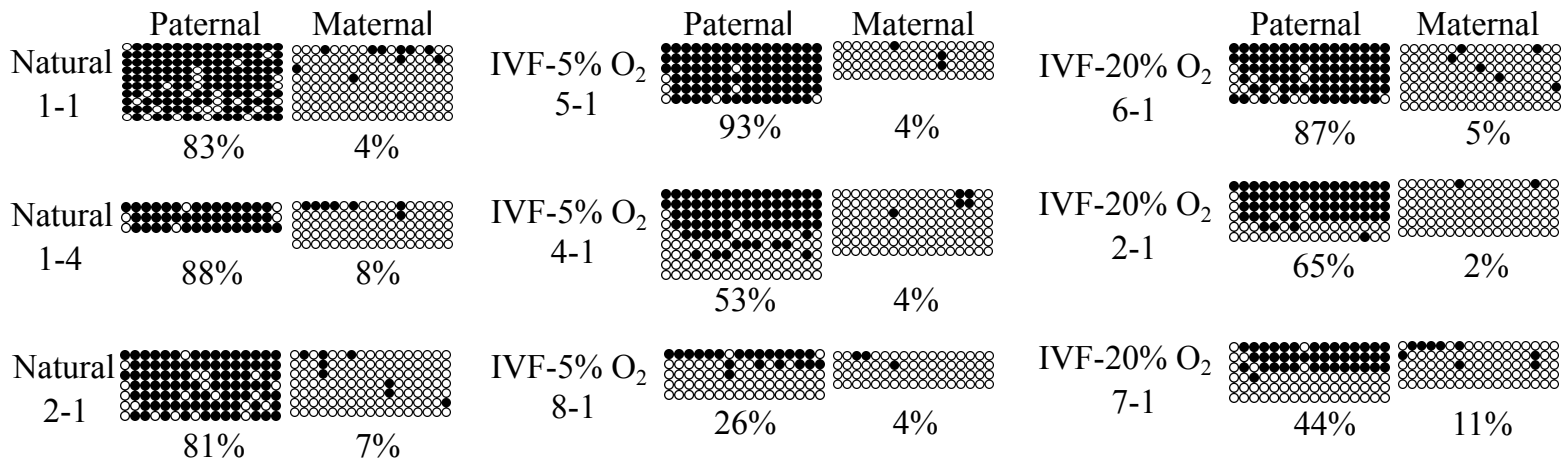 Paternal Maternal Paternal Maternal Paternal Maternal
Natural 1-1 IVF-5% O₂ 5-1 IVF-20% O₂ 6-1
83% 4% 93% 4% 87% 5%
Natural 1-4 IVF-5% O₂ 4-1 IVF-20% O₂ 2-1
88% 8% 53% 4% 65% 2%
Natural 2-1 IVF-5% O₂ 8-1 IVF-20% O₂ 7-1
81% 7% 26% 4% 44% 11%